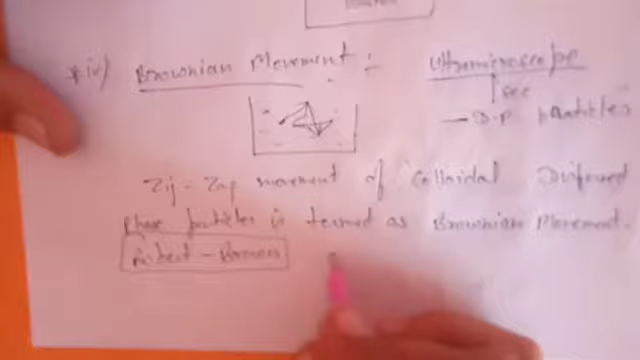 *iv) Brownian Movement :- Ultramicroscope
see
— D.P particles
Zig-Zag movement of Colloidal Dispersed
phase particles is termed as Brownian Movement.
Robert - Brown